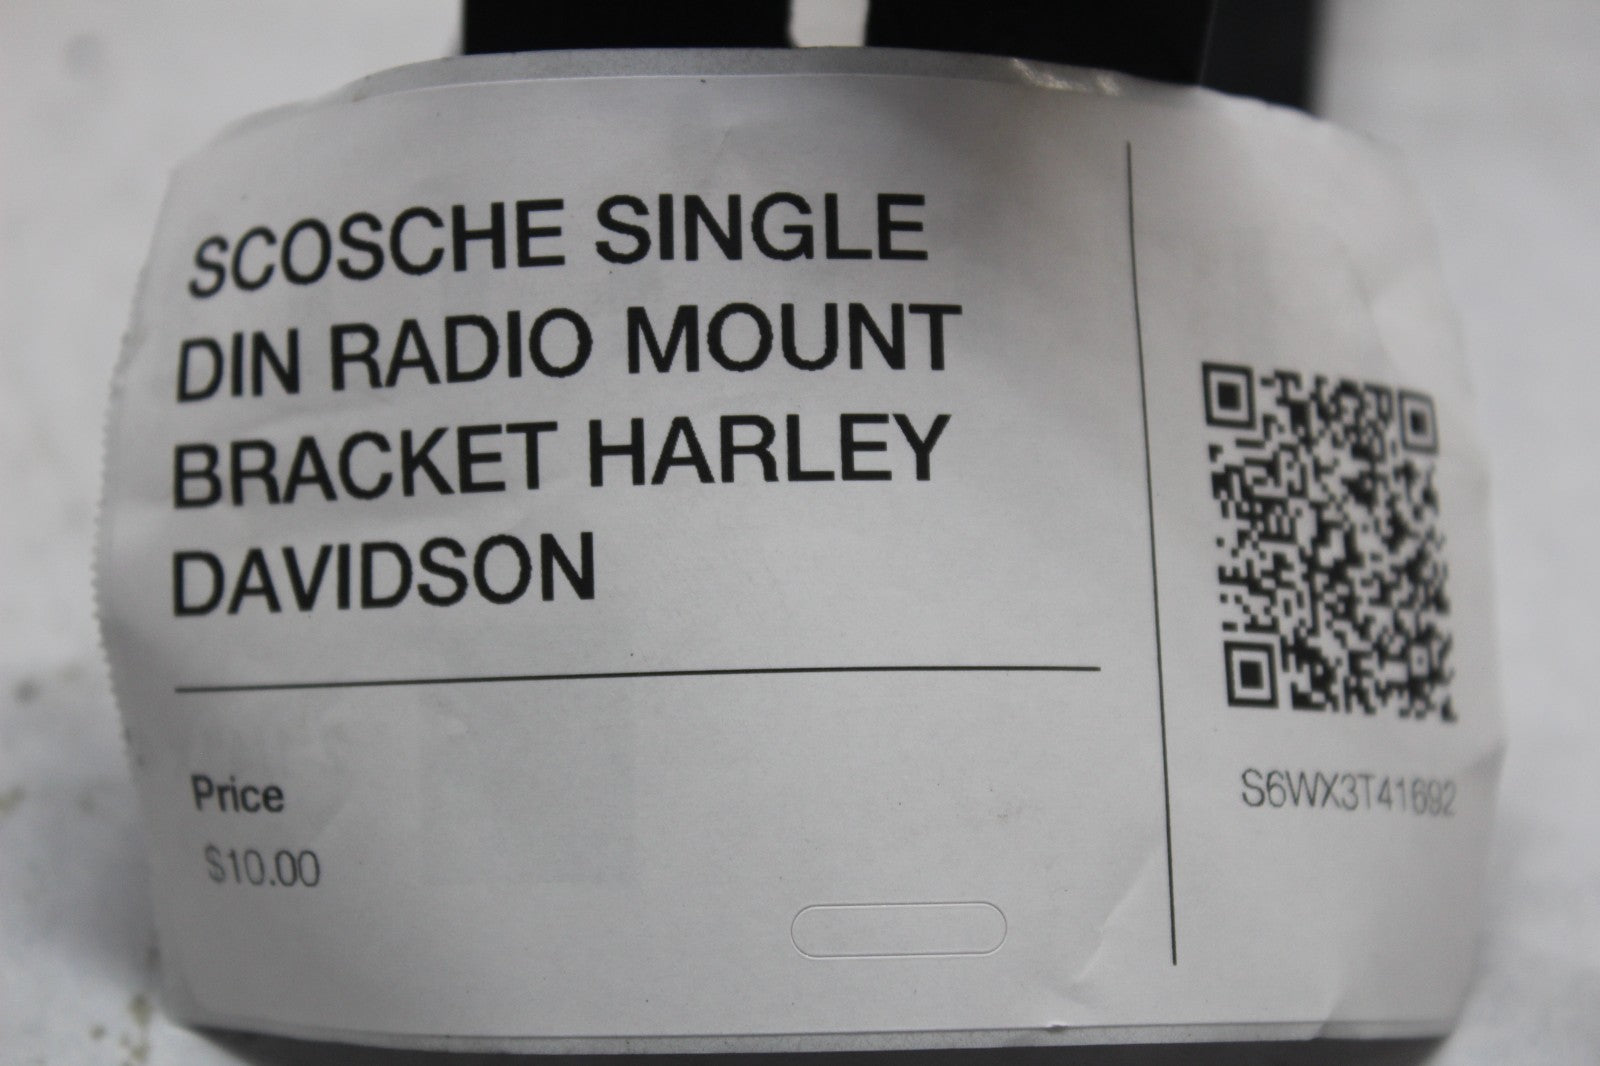 SCOSCHE SINGLE
DIN RADIO MOUNT
BRACKET HARLEY
DAVIDSON
Price
$10.00
S6WX3T41692